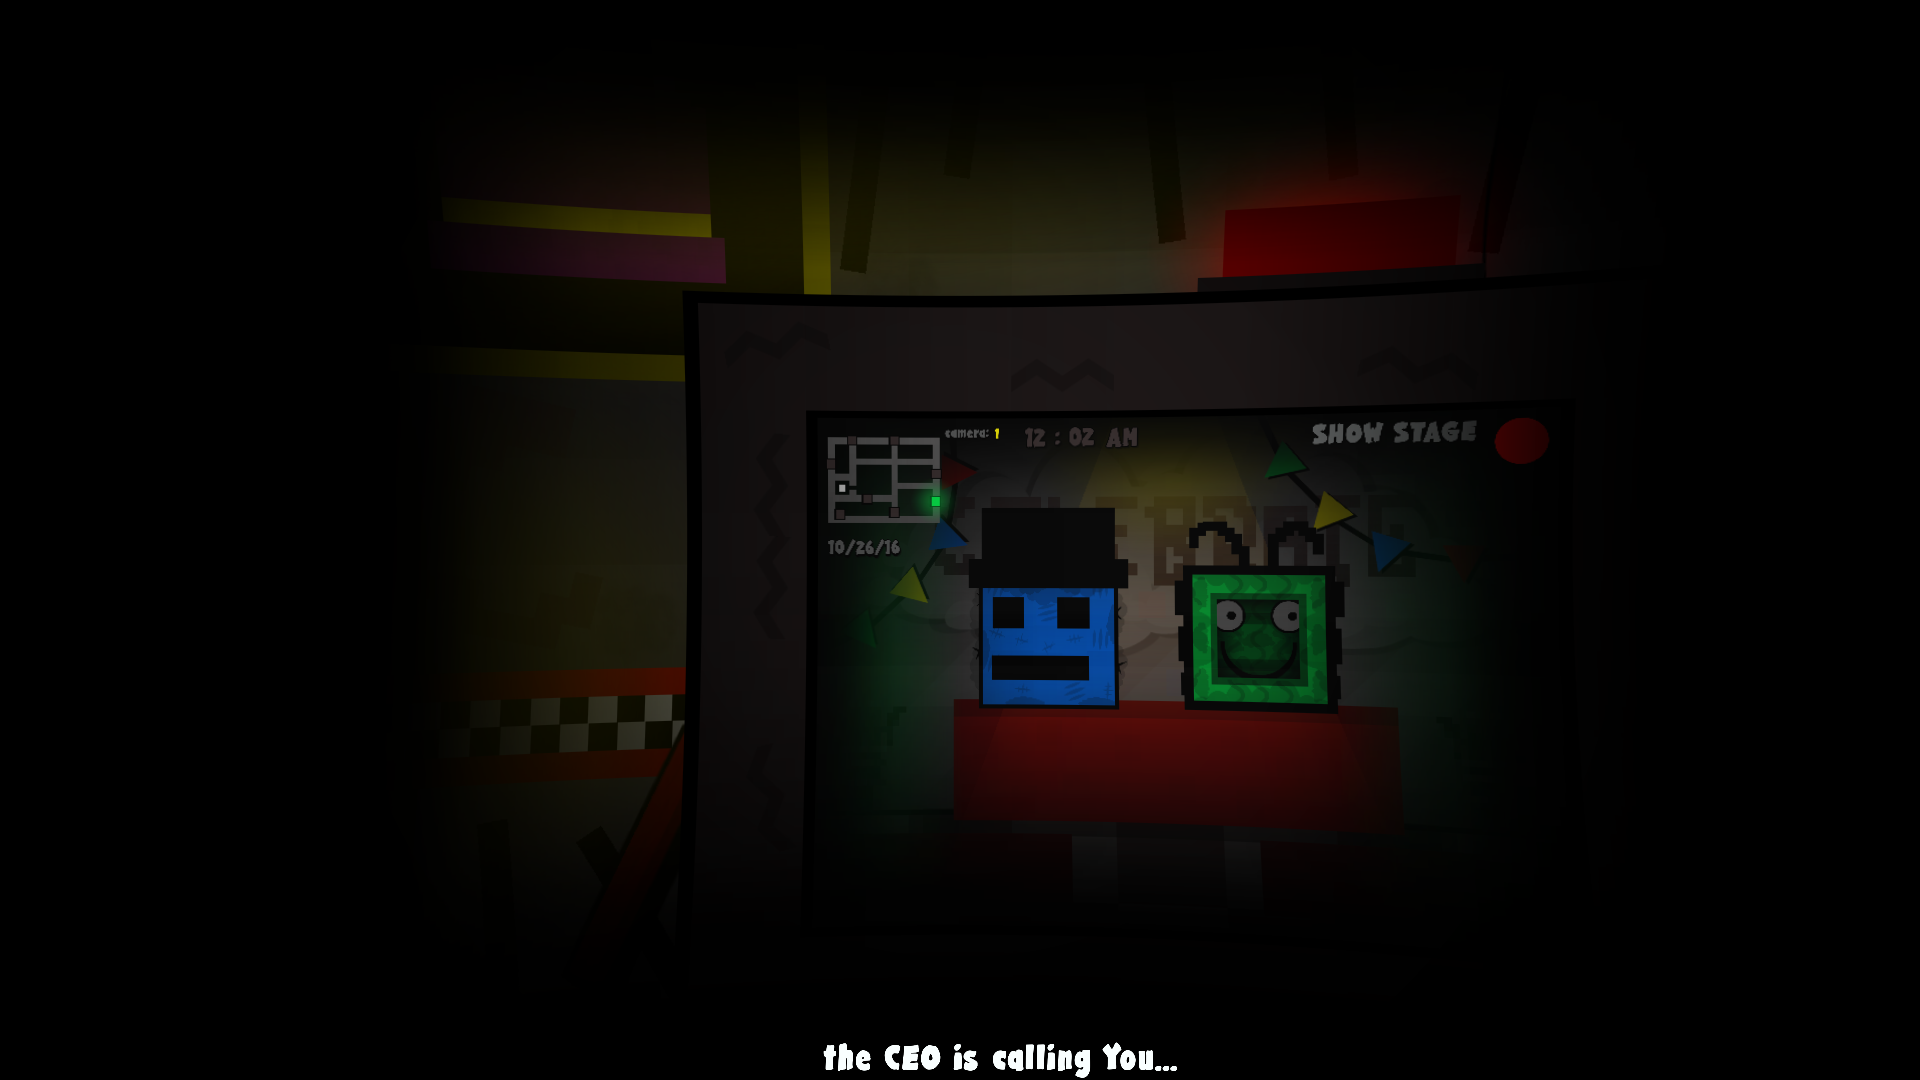 camera: 1
12 : 02 AM
SHOW STAGE
10/26/16
the CEO is calling You...